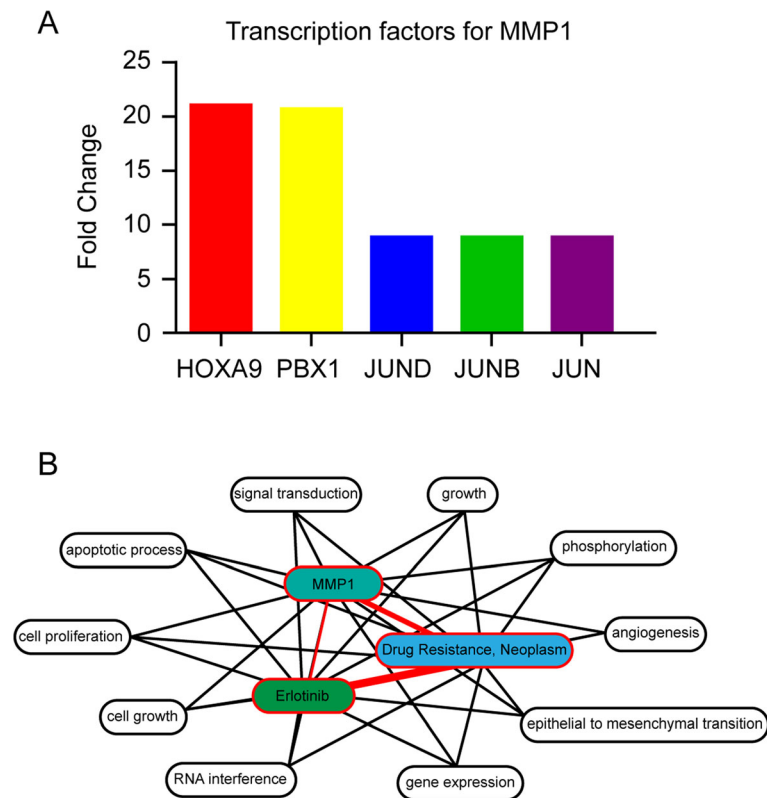 A
Transcription factors for MMP1
Fold Change
25
20
15
10
5
0
HOXA9 PBX1 JUND JUNB JUN
B
signal transduction
growth
apoptotic process
phosphorylation
MMP1
cell proliferation
angiogenesis
Drug Resistance, Neoplasm
Erlotinib
cell growth
epithelial to mesenchymal transition
RNA interference
gene expression